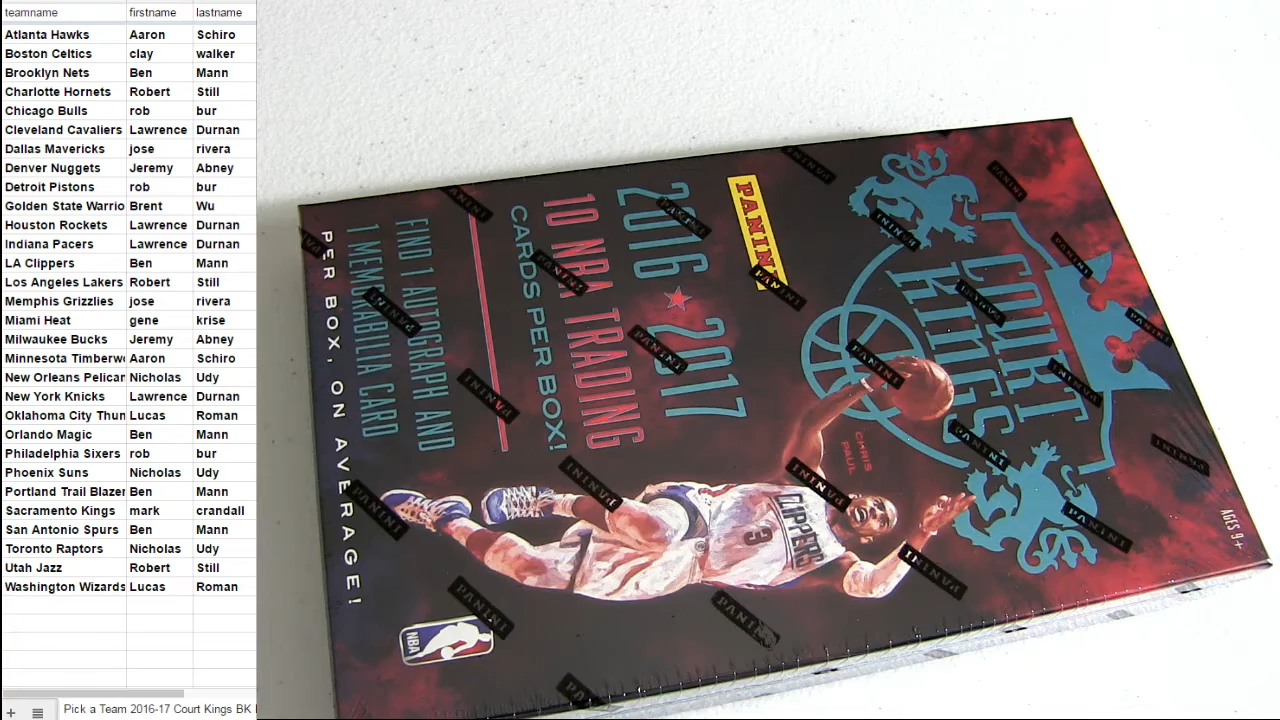 teamname firstname lastname
Atlanta Hawks Aaron Schiro
Boston Celtics clay walker
Brooklyn Nets Ben Mann
Charlotte Hornets Robert Still
Chicago Bulls rob bur
Cleveland Cavaliers Lawrence Durnan
Dallas Mavericks jose rivera
Denver Nuggets Jeremy Abney
Detroit Pistons rob bur
Golden State Warrio Brent Wu
Houston Rockets Lawrence Durnan
Indiana Pacers Lawrence Durnan
LA Clippers Ben Mann
Los Angeles Lakers Robert Still
Memphis Grizzlies jose rivera
Miami Heat gene krise
Milwaukee Bucks Jeremy Abney
Minnesota Timberwo Aaron Schiro
New Orleans Pelican Nicholas Udy
New York Knicks Lawrence Durnan
Oklahoma City Thun Lucas Roman
Orlando Magic Ben Mann
Philadelphia Sixers rob bur
Phoenix Suns Nicholas Udy
Portland Trail Blazer Ben Mann
Sacramento Kings mark crandall
San Antonio Spurs Ben Mann
Toronto Raptors Nicholas Udy
Utah Jazz Robert Still
Washington Wizards Lucas Roman
Pick a Team 2016-17 Court Kings BK
COURT
KINGS
PANINI
2016 ★ 2017
10 NBA TRADING
CARDS PER BOX!
FIND 1 AUTOGRAPH AND
1 MEMORABILIA CARD
PER BOX, ON AVERAGE!
CHRIS
PAUL
CLIPPERS
3
AGES 9+
NBA